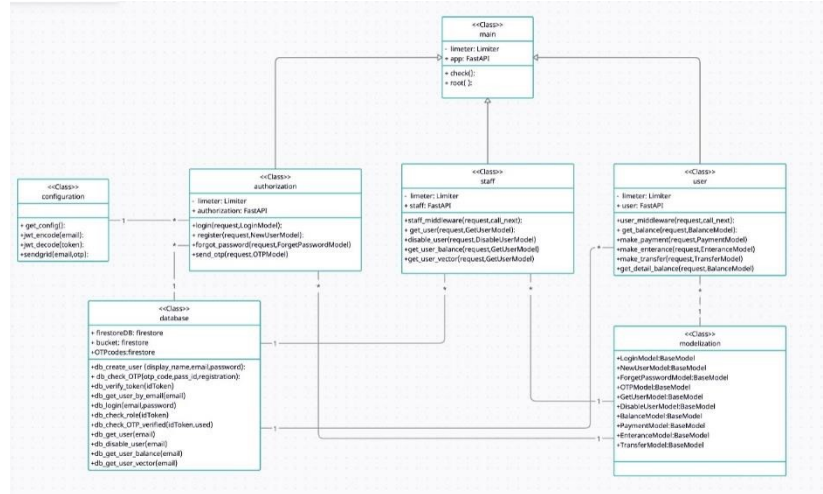 <<Class>>
main
- limeter: Limiter
+ app: FastAPI
+ check():
+ root( ):
<<Class>>
configuration
+ get_config():
+jwt_encode(email):
+jwt_decode(token):
+sendgrid(email,otp):
<<Class>>
authorization
- limeter: Limiter
+ authorization: FastAPI
+login(request,LoginModel):
+ register(request,NewUserModel):
+forgot_password(request,ForgetPasswordModel)
+send_otp(request,OTPModel)
<<Class>>
staff
- limeter: Limiter
+ staff: FastAPI
+staff_middleware(request,call_next):
+ get_user(request,GetUserModel):
+disable_user(request,DisableUserModel)
+get_user_balance(request,GetUserModel)
+get_user_vector(request,GetUserModel)
<<Class>>
user
- limeter: Limiter
+ user: FastAPI
+user_middleware(request,call_next):
+ get_balance(request,BalanceModel):
+make_payment(request,PaymentModel)
+make_enterance(request,EnteranceModel)
+make_transfer(request,TransferModel)
+get_detail_balance(request,BalanceModel)
1
*
*
1
*
*
*
*
*
1
<<Class>>
database
+ firestoreDB: firestore
+ bucket: firestore
+OTPcodes:firestore
+db_create_user (display_name,email,password):
+ db_check_OTP(otp_code,pass_id,registration):
+db_verify_token(idToken)
+db_get_user_by_email(email)
+db_login(email,password)
+db_check_role(idToken)
+db_check_OTP_verified(idToken,used)
+db_get_user(email)
+db_disable_user(email)
+db_get_user_balance(email)
+db_get_user_vector(email)
1
1
1
1
<<Class>>
modelization
+LoginModel:BaseModel
+NewUserModel:BaseModel
+ForgetPasswordModel:BaseModel
+OTPModel:BaseModel
+GetUserModel:BaseModel
+DisableUserModel:BaseModel
+BalanceModel:BaseModel
+PaymentModel:BaseModel
+EnteranceModel:BaseModel
+TransferModel:BaseModel